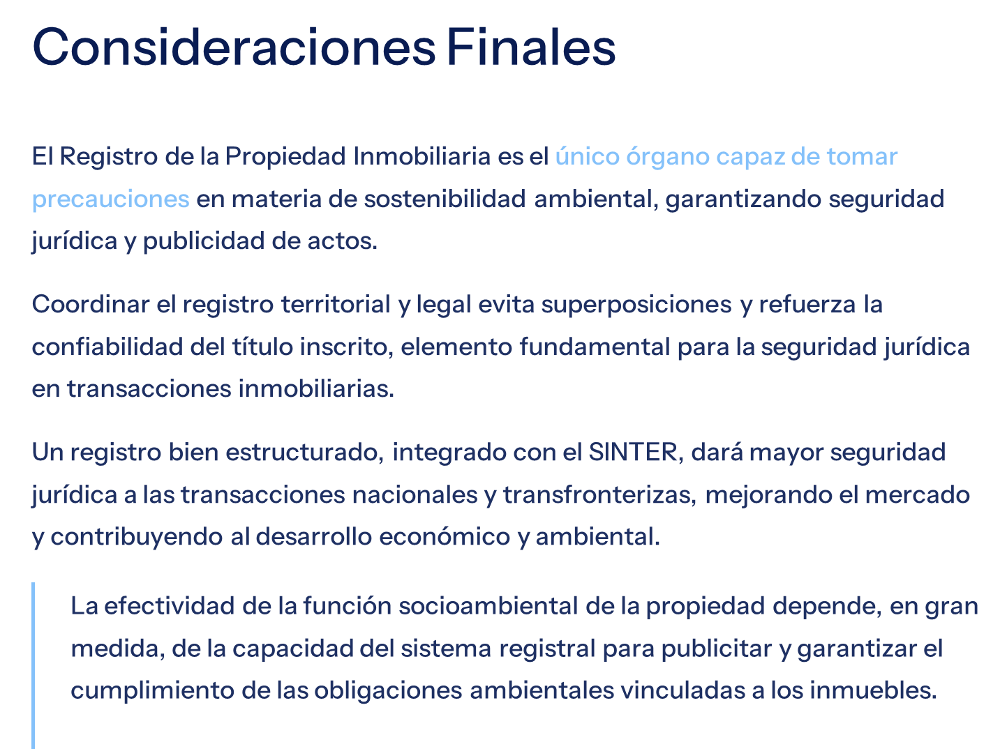 Consideraciones Finales
El Registro de la Propiedad Inmobiliaria es el único órgano capaz de tomar
precauciones en materia de sostenibilidad ambiental, garantizando seguridad
jurídica y publicidad de actos.
Coordinar el registro territorial y legal evita superposiciones y refuerza la
confiabilidad del título inscrito, elemento fundamental para la seguridad jurídica
en transacciones inmobiliarias.
Un registro bien estructurado, integrado con el SINTER, dará mayor seguridad
jurídica a las transacciones nacionales y transfronterizas, mejorando el mercado
y contribuyendo al desarrollo económico y ambiental.
La efectividad de la función socioambiental de la propiedad depende, en gran
medida, de la capacidad del sistema registral para publicitar y garantizar el
cumplimiento de las obligaciones ambientales vinculadas a los inmuebles.